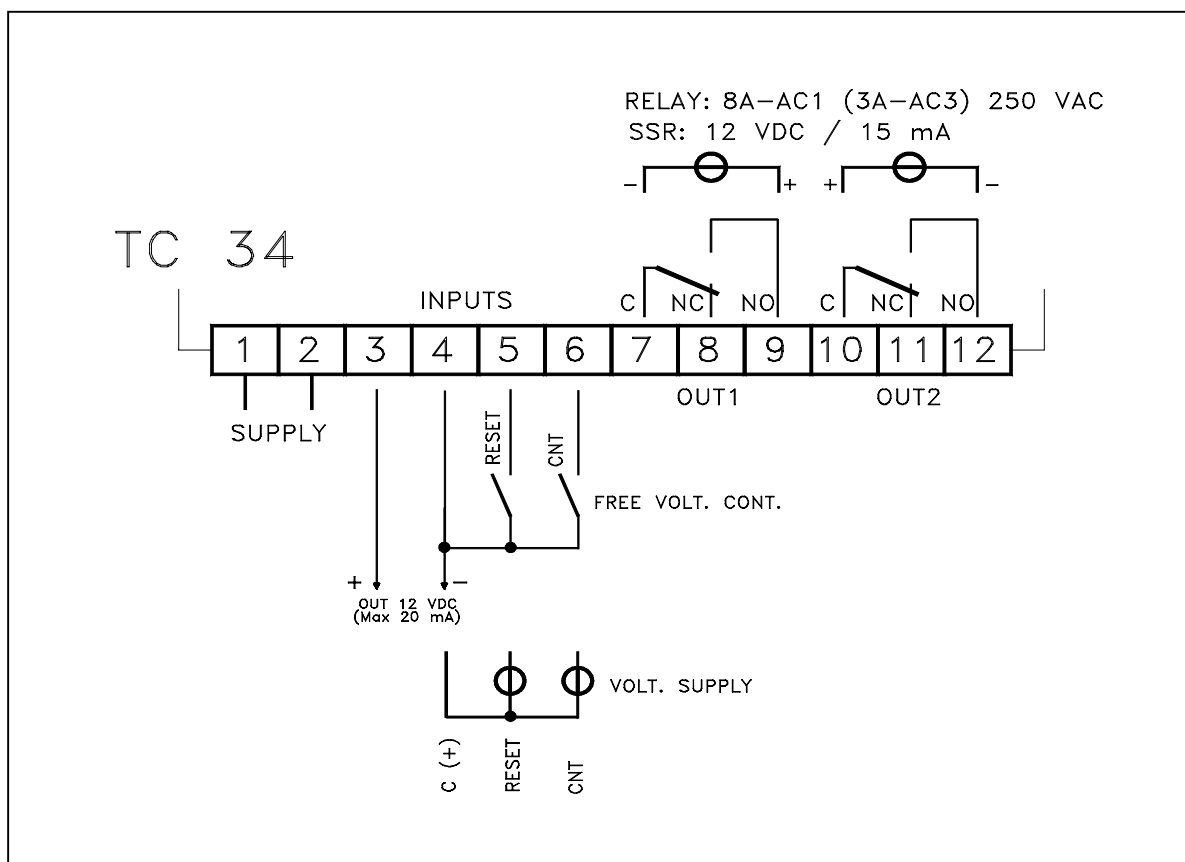 RELAY: 8A-AC1 (3A-AC3) 250 VAC
SSR: 12 VDC / 15 mA
- + + -
TC 34
INPUTS
C NC NO C NC NO
1 2 3 4 5 6 7 8 9 10 11 12
SUPPLY
OUT1
OUT2
RESET
CNT
FREE VOLT. CONT.
+ -
OUT 12 VDC
(Max 20 mA)
VOLT. SUPPLY
C (+)
RESET
CNT